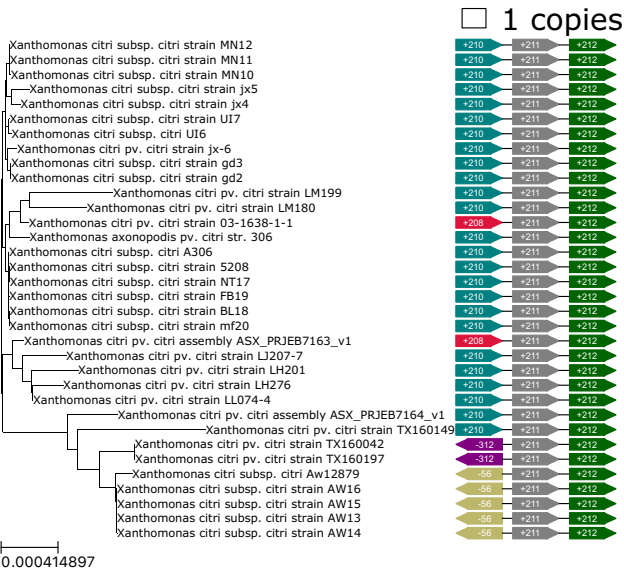 1 copies
Xanthomonas citri subsp. citri strain MN12 +210 +211 +212
Xanthomonas citri subsp. citri strain MN11 +210 +211 +212
Xanthomonas citri subsp. citri strain MN10 +210 +211 +212
Xanthomonas citri subsp. citri strain jx5 +210 +211 +212
Xanthomonas citri subsp. citri strain jx4 +210 +211 +212
Xanthomonas citri subsp. citri strain UI7 +210 +211 +212
Xanthomonas citri subsp. citri UI6 +210 +211 +212
Xanthomonas citri pv. citri strain jx-6 +210 +211 +212
Xanthomonas citri subsp. citri strain gd3 +210 +211 +212
Xanthomonas citri subsp. citri strain gd2 +210 +211 +212
Xanthomonas citri pv. citri strain LM199 +210 +211 +212
Xanthomonas citri pv. citri strain LM180 +210 +211 +212
Xanthomonas citri pv. citri strain 03-1638-1-1 +208 +211 +212
Xanthomonas axonopodis pv. citri str. 306 +210 +211 +212
Xanthomonas citri subsp. citri A306 +210 +211 +212
Xanthomonas citri subsp. citri strain 5208 +210 +211 +212
Xanthomonas citri subsp. citri strain NT17 +210 +211 +212
Xanthomonas citri subsp. citri strain FB19 +210 +211 +212
Xanthomonas citri subsp. citri strain BL18 +210 +211 +212
Xanthomonas citri subsp. citri strain mf20 +210 +211 +212
Xanthomonas citri pv. citri assembly ASX_PRJEB7163_v1 +208 +211 +212
Xanthomonas citri pv. citri strain LJ207-7 +210 +211 +212
Xanthomonas citri pv. citri strain LH201 +210 +211 +212
Xanthomonas citri pv. citri strain LH276 +210 +211 +212
Xanthomonas citri pv. citri strain LL074-4 +210 +211 +212
Xanthomonas citri pv. citri assembly ASX_PRJEB7164_v1 +210 +211 +212
Xanthomonas citri pv. citri strain TX160149 +210 +211 +212
Xanthomonas citri pv. citri strain TX160042 -312 +211 +212
Xanthomonas citri pv. citri strain TX160197 -312 +211 +212
Xanthomonas citri subsp. citri Aw12879 -56 +211 +212
Xanthomonas citri subsp. citri strain AW16 -56 +211 +212
Xanthomonas citri subsp. citri strain AW15 -56 +211 +212
Xanthomonas citri subsp. citri strain AW13 -56 +211 +212
Xanthomonas citri subsp. citri strain AW14 -56 +211 +212
0.000414897